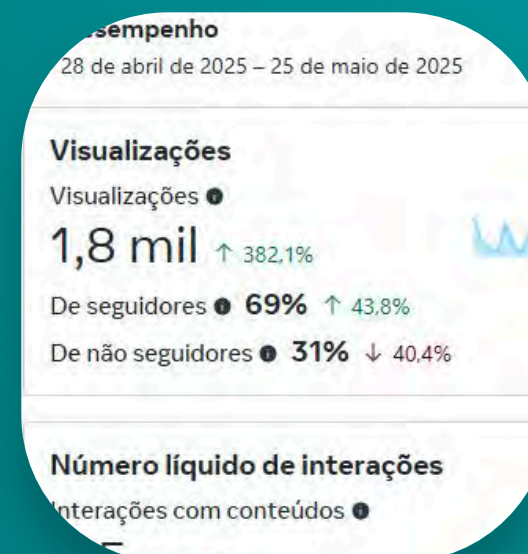 sempenho
28 de abril de 2025 – 25 de maio de 2025
Visualizações
Visualizações
1,8 mil ↑ 382,1%
De seguidores 69% ↑ 43,8%
De não seguidores 31% ↓ 40,4%
Número líquido de interações
Interações com conteúdos